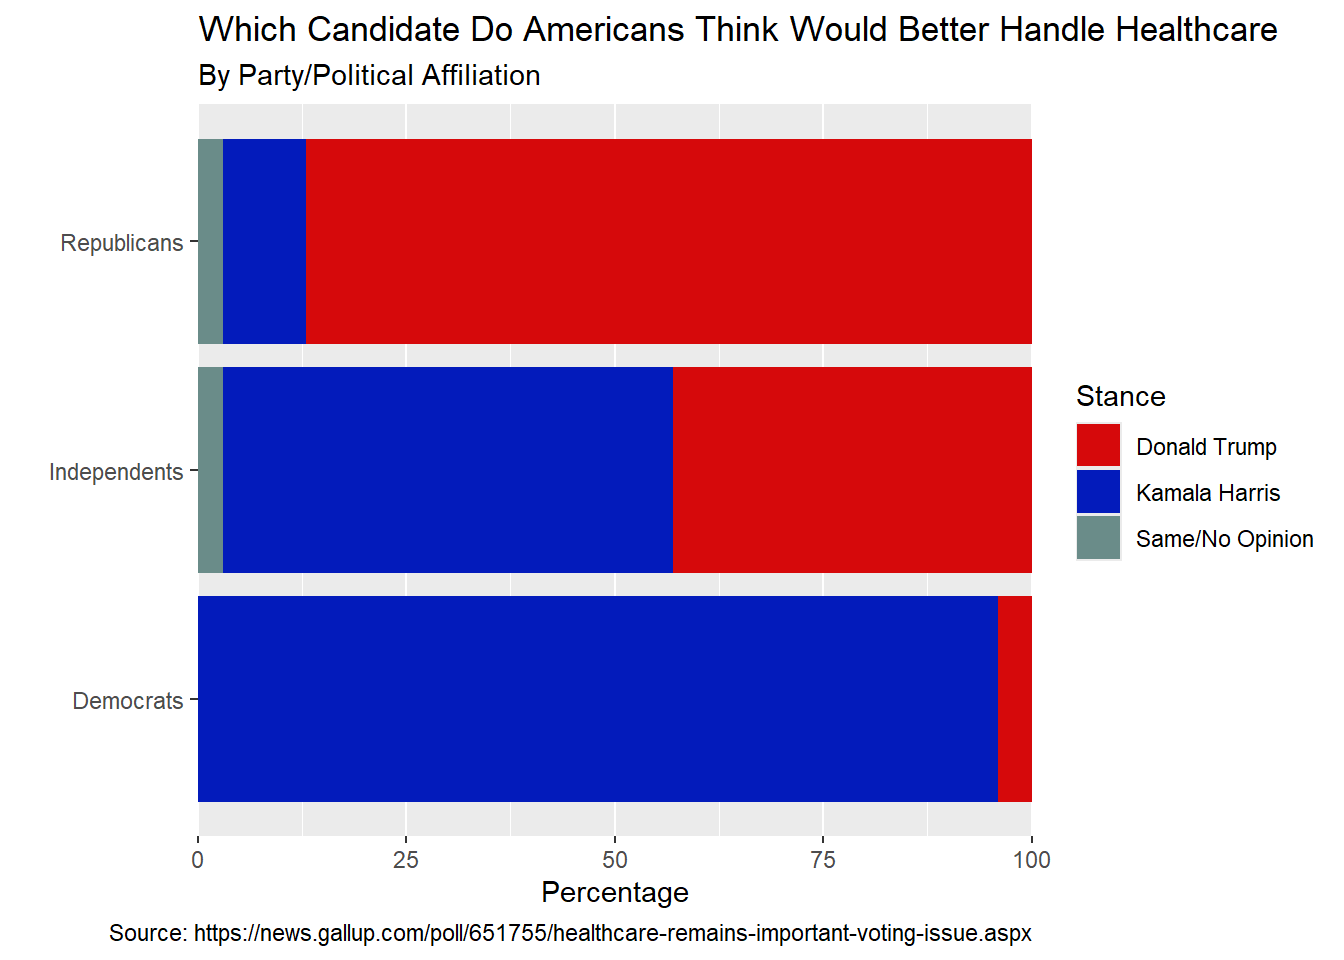 Which Candidate Do Americans Think Would Better Handle Healthcare
By Party/Political Affiliation
Republicans
Independents
Democrats
0 25 50 75 100
Percentage
Stance
Donald Trump
Kamala Harris
Same/No Opinion
Source: https://news.gallup.com/poll/651755/healthcare-remains-important-voting-issue.aspx